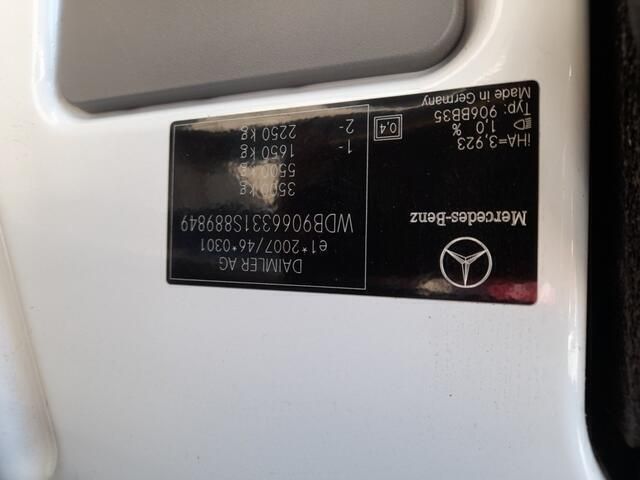 Mercedes-Benz
iHA=3,923
1,0 %
Typ: 906BB35
Made in Germany
0,4
DAIMLER AG
e1*2007/46*0301
WDB9066331S889849
3500 kg
5500 kg
1- 1650 kg
2- 2250 kg